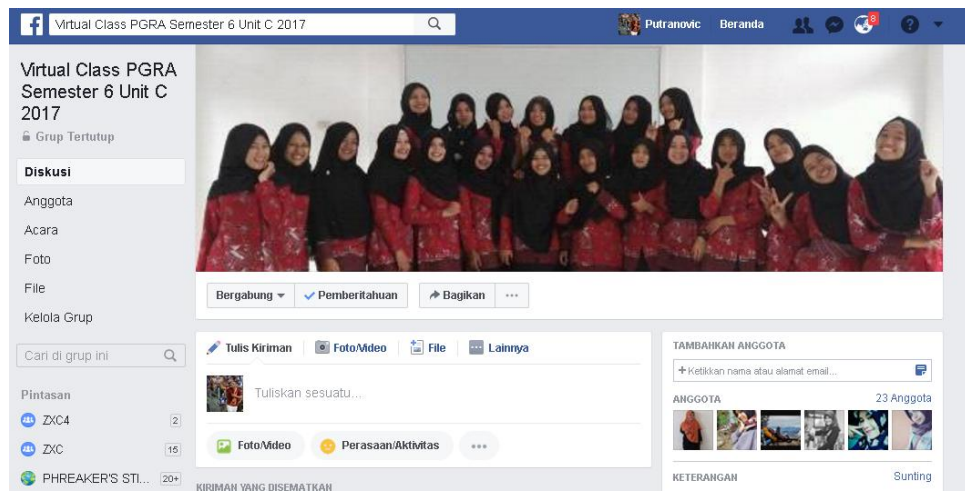 Virtual Class PGRA Semester 6 Unit C 2017
Putranovic Beranda 8
Virtual Class PGRA
Semester 6 Unit C
2017
Grup Tertutup
Diskusi
Anggota
Acara
Foto
File
Kelola Grup
Cari di grup ini
Pintasan
ZXC4 2
ZXC 15
PHREAKER'S STI... 20+
Bergabung Pemberitahuan Bagikan
Tulis Kiriman Foto/Video File Lainnya
Tuliskan sesuatu...
Foto/Video Perasaan/Aktivitas
KIRIMAN YANG DISEMATKAN
TAMBAHKAN ANGGOTA
+Ketikkan nama atau alamat email...
ANGGOTA 23 Anggota
KETERANGAN Sunting